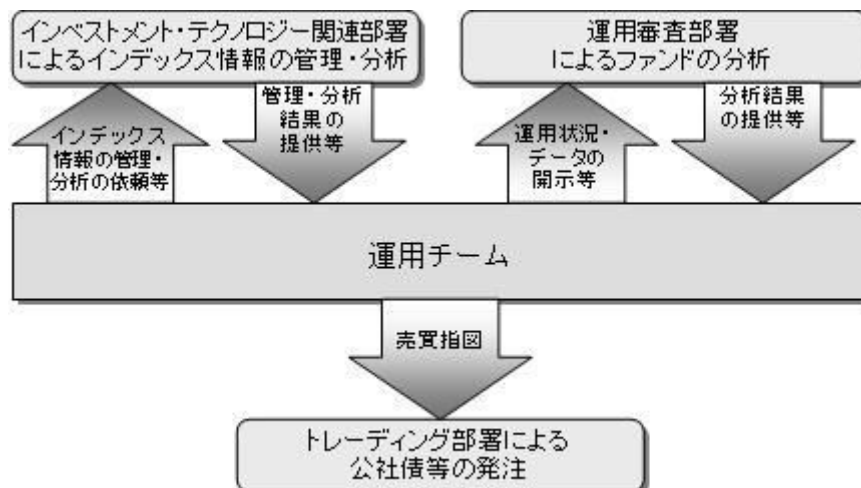 インベストメント・テクノロジー関連部署
によるインデックス情報の管理・分析
運用審査部署
によるファンドの分析
インデックス
情報の管理・
分析の依頼等
管理・分析
結果の
提供等
運用状況・
データの
開示等
分析結果
の提供等
運用チーム
売買指図
トレーディング部署による
公社債等の発注